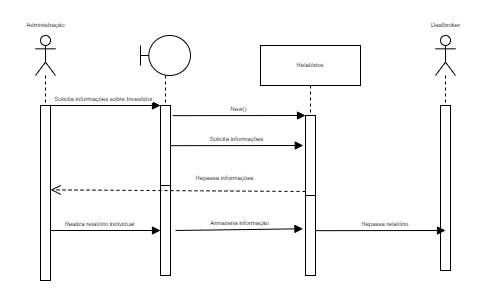 Administração
Dealbroker
Relatórios
Solicita informações sobre Investidor
New()
Solicita informações
Repassa informações
Realiza relatório individual
Armazena informação
Repassa relatório.